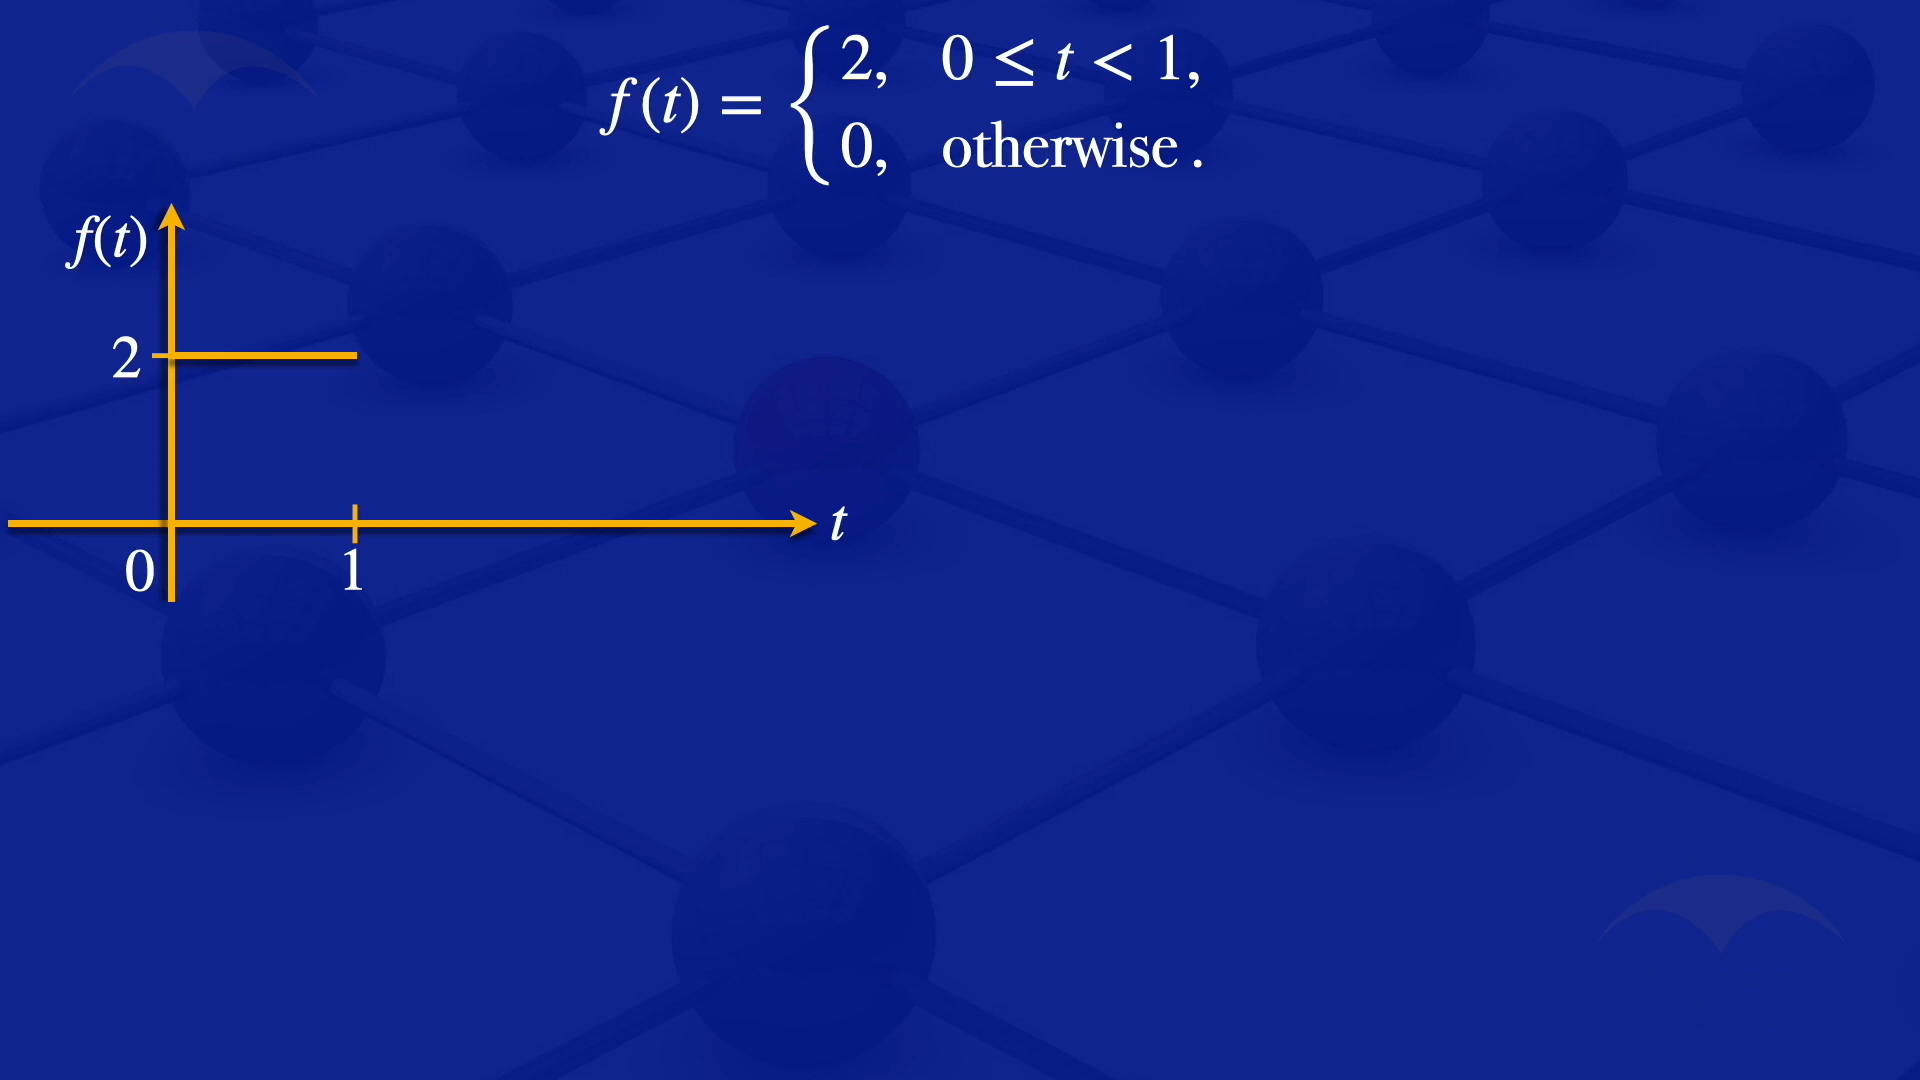 f(t) = { 2, 0 ≤ t < 1,
0, otherwise .
f(t)
2
t
0 1